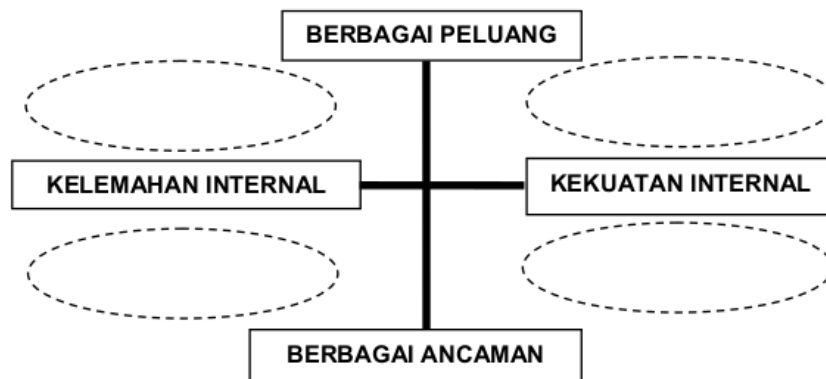 BERBAGAI PELUANG
KELEMAHAN INTERNAL
KEKUATAN INTERNAL
BERBAGAI ANCAMAN